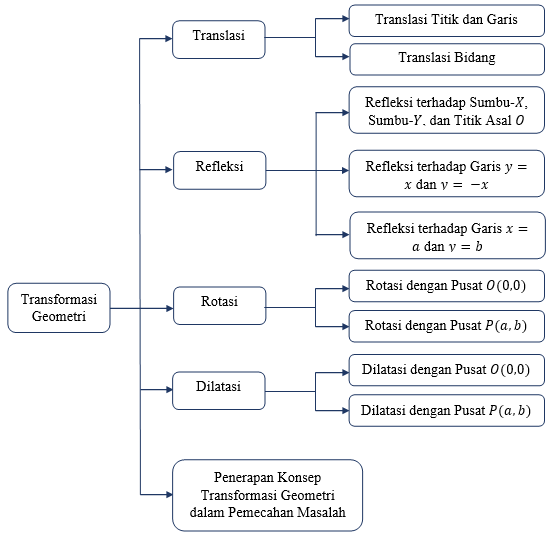 Translasi
Translasi Titik dan Garis
Translasi Bidang
Refleksi
Refleksi terhadap Sumbu-X,
Sumbu-Y, dan Titik Asal O
Refleksi terhadap Garis y =
x dan y = −x
Refleksi terhadap Garis x =
a dan y = b
Transformasi
Geometri
Rotasi
Rotasi dengan Pusat O(0,0)
Rotasi dengan Pusat P(a, b)
Dilatasi
Dilatasi dengan Pusat O(0,0)
Dilatasi dengan Pusat P(a, b)
Penerapan Konsep
Transformasi Geometri
dalam Pemecahan Masalah